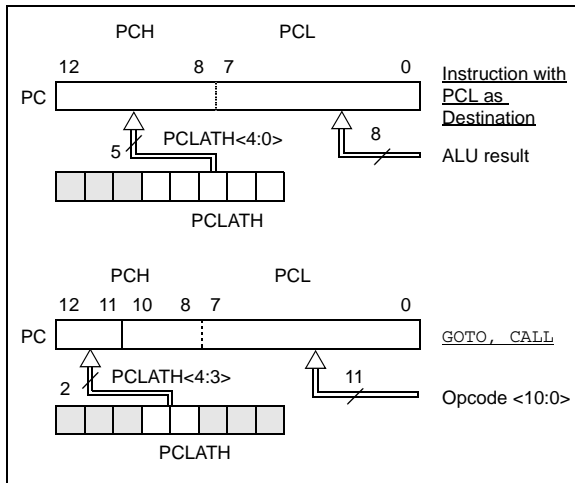 PCH PCL
12 8 7 0
PC
Instruction with
PCL as
Destination
5 PCLATH<4:0>
8
ALU result
PCLATH
PCH PCL
12 11 10 8 7 0
PC
GOTO, CALL
2 PCLATH<4:3>
11
Opcode <10:0>
PCLATH